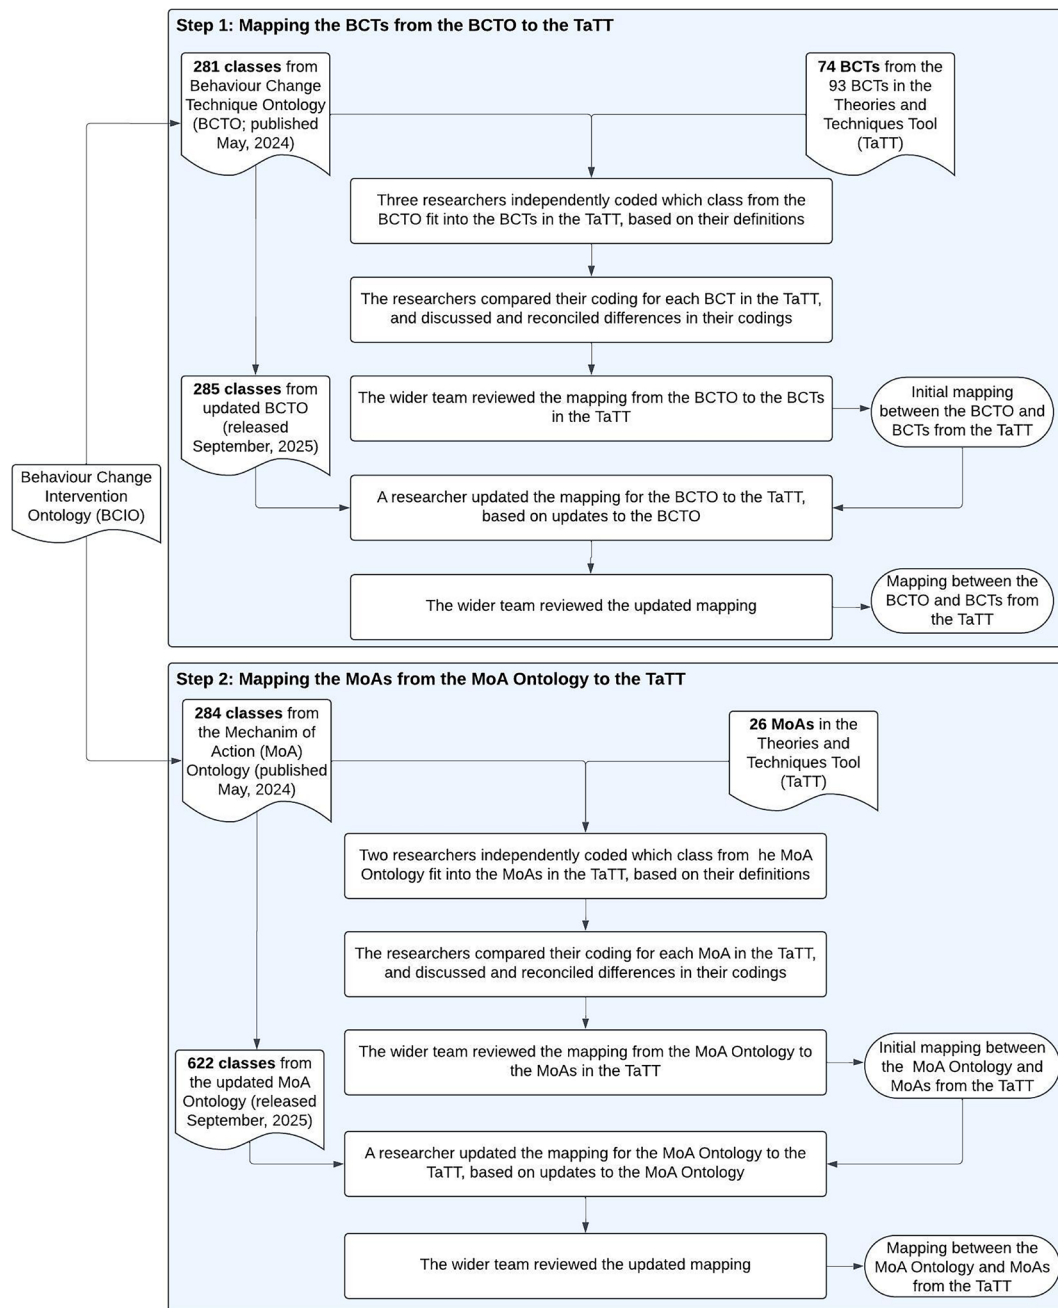 Step 1: Mapping the BCTs from the BCTO to the TaTT
281 classes from
Behaviour Change
Technique Ontology
(BCTO; published
May, 2024)
74 BCTs from the
93 BCTs in the
Theories and
Techniques Tool
(TaTT)
Three researchers independently coded which class from the
BCTO fit into the BCTs in the TaTT, based on their definitions
The researchers compared their coding for each BCT in the TaTT,
and discussed and reconciled differences in their codings
285 classes from
updated BCTO
(released
September, 2025)
The wider team reviewed the mapping from the BCTO to the BCTs
in the TaTT
Initial mapping
between the BCTO and
BCTs from the TaTT
Behaviour Change
Intervention
Ontology (BCIO)
A researcher updated the mapping for the BCTO to the TaTT,
based on updates to the BCTO
The wider team reviewed the updated mapping
Mapping between the
BCTO and BCTs from
the TaTT
Step 2: Mapping the MoAs from the MoA Ontology to the TaTT
284 classes from
the Mechanim of
Action (MoA)
Ontology (published
May, 2024)
26 MoAs in the
Theories and
Techniques Tool
(TaTT)
Two researchers independently coded which class from he MoA
Ontology fit into the MoAs in the TaTT, based on their definitions
The researchers compared their coding for each MoA in the TaTT,
and discussed and reconciled differences in their codings
622 classes from
the updated MoA
Ontology (released
September, 2025)
The wider team reviewed the mapping from the MoA Ontology to
the MoAs in the TaTT
Initial mapping between
the MoA Ontology and
MoAs from the TaTT
A researcher updated the mapping for the MoA Ontology to the
TaTT, based on updates to the MoA Ontology
The wider team reviewed the updated mapping
Mapping between the
MoA Ontology and MoAs
from the TaTT